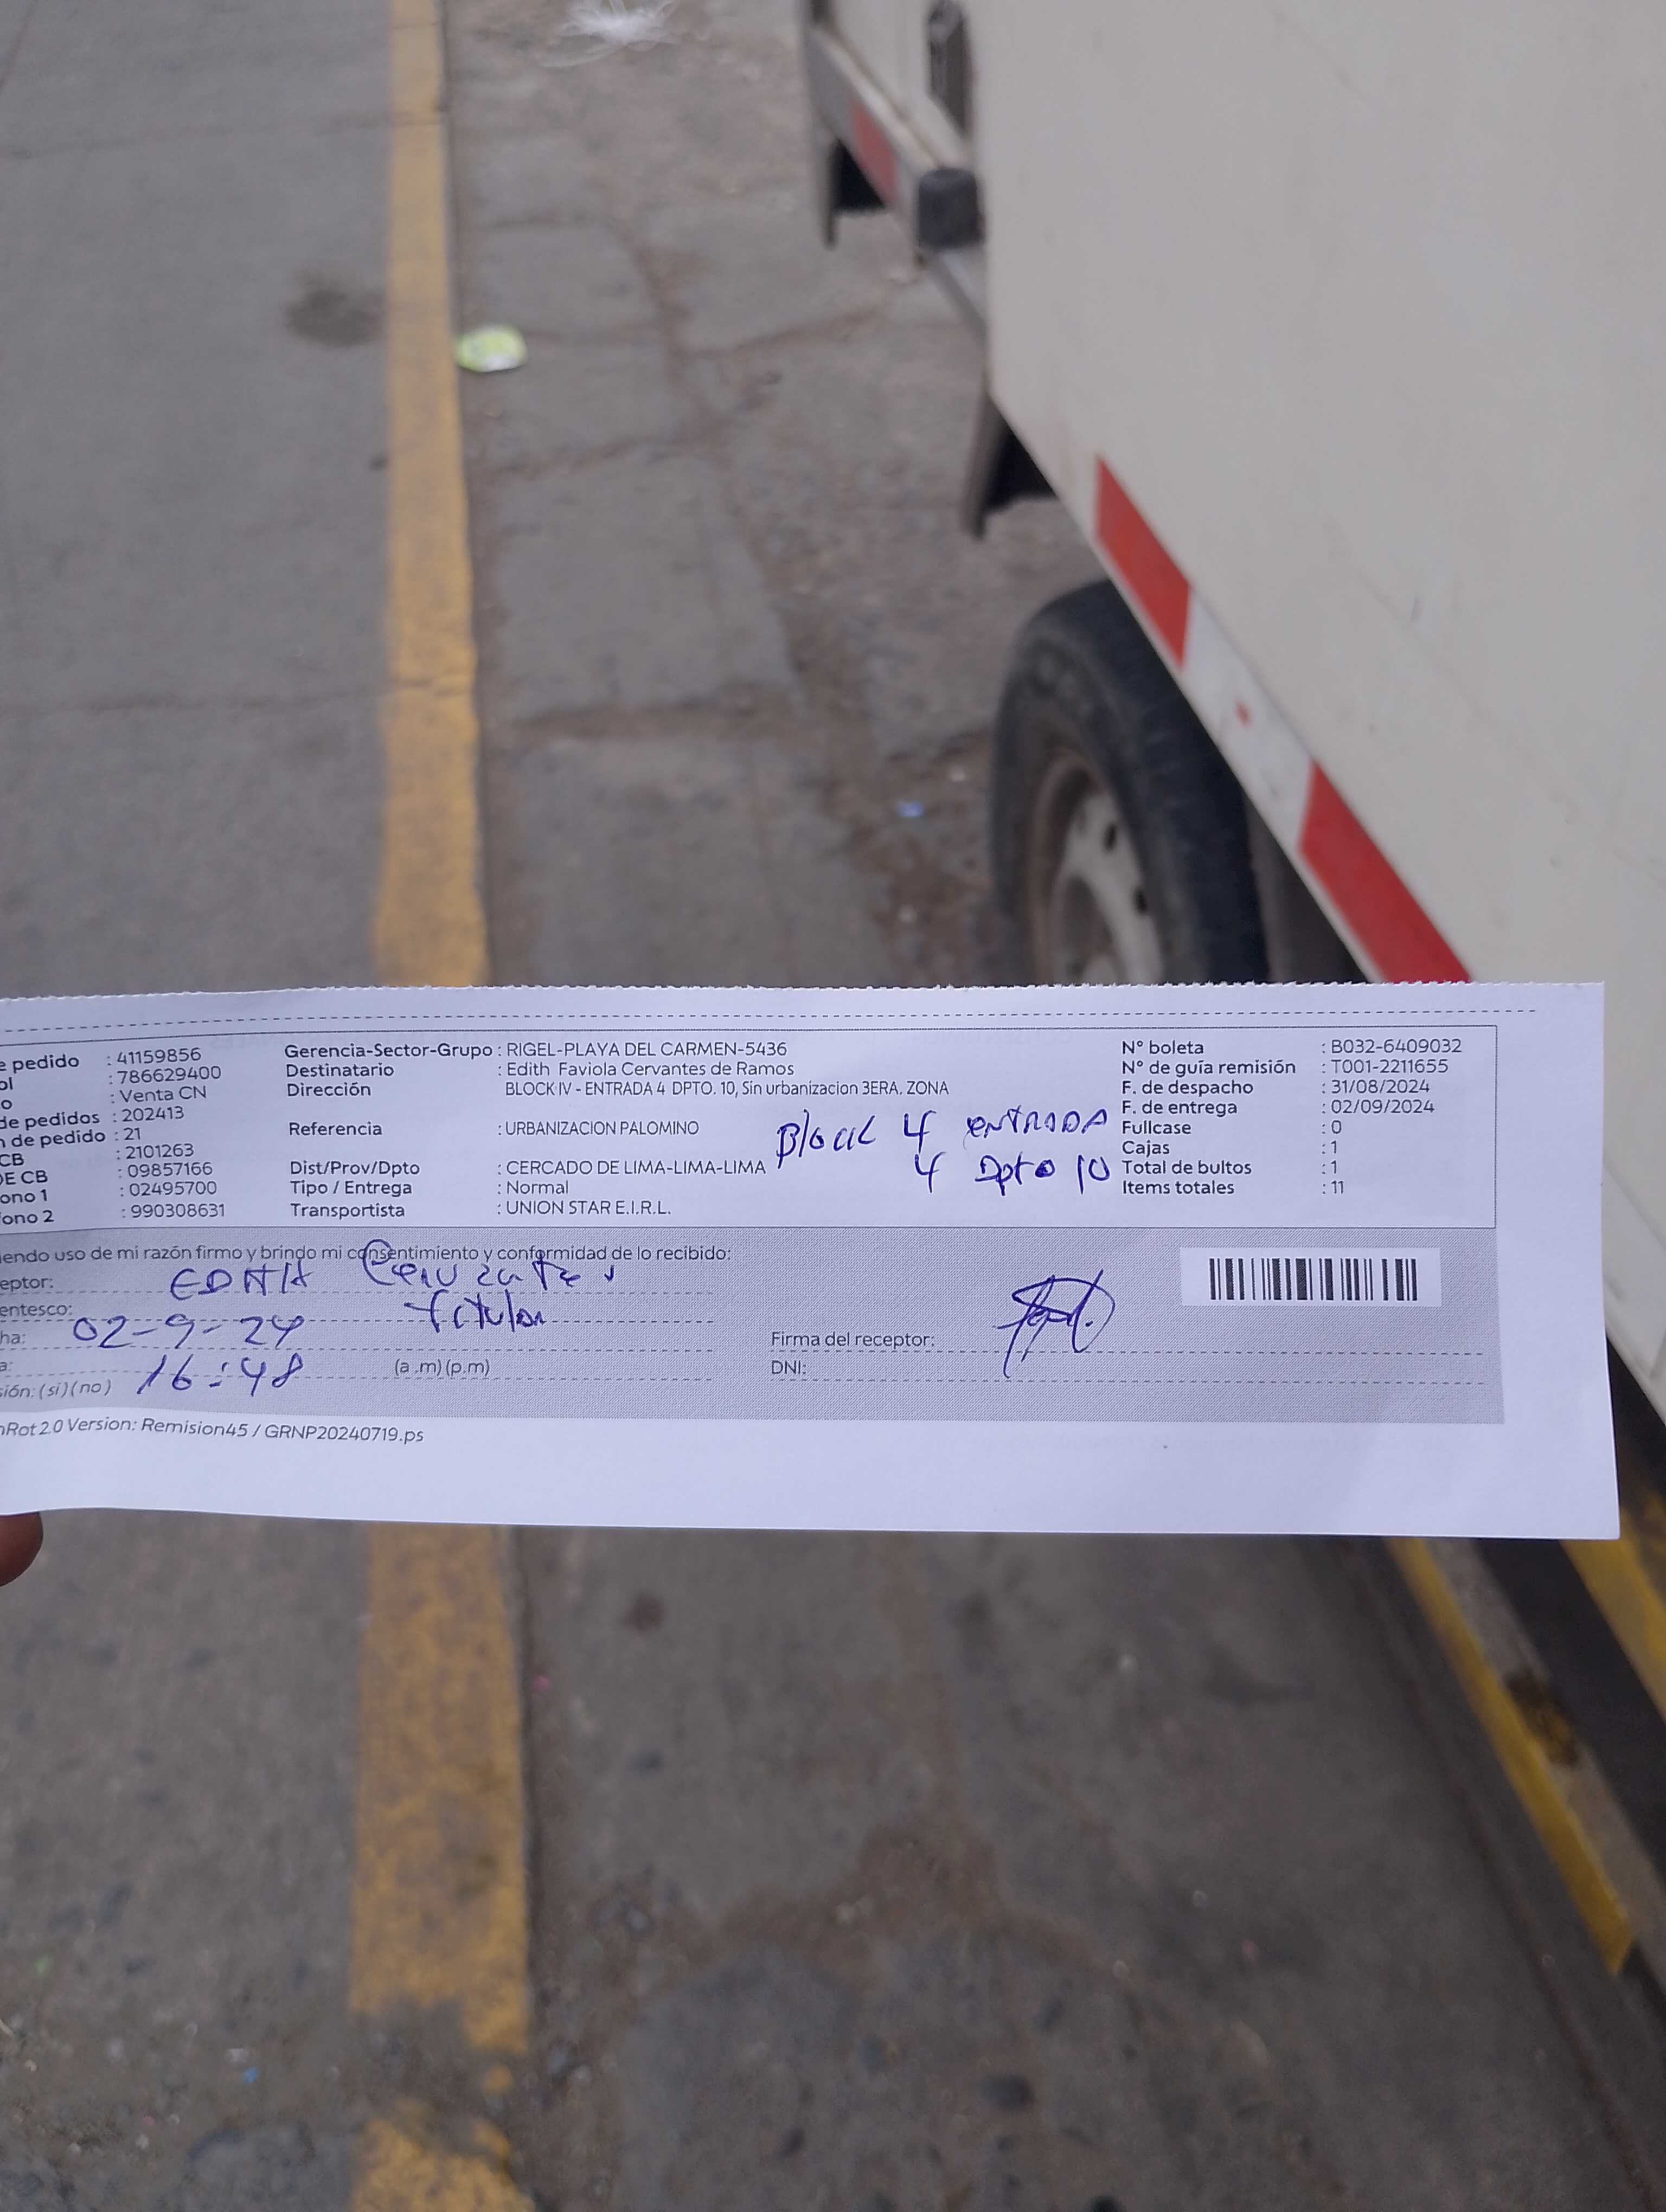 e pedido : 41159856
ol : 786629400
o : Venta CN
de pedidos : 202413
n de pedido : 21
CB : 2101263
DE CB : 09857166
ono 1 : 02495700
fono 2 : 990308631
Gerencia-Sector-Grupo : RIGEL-PLAYA DEL CARMEN-5436
Destinatario : Edith Faviola Cervantes de Ramos
Dirección BLOCK IV - ENTRADA 4 DPTO. 10, Sin urbanizacion 3ERA. ZONA
Referencia : URBANIZACION PALOMINO
Dist/Prov/Dpto : CERCADO DE LIMA-LIMA-LIMA
Tipo / Entrega : Normal
Transportista : UNION STAR E.I.R.L.
Block 4 ENTRADA
4 Dpto 10
N° boleta : B032-6409032
N° de guía remisión : T001-2211655
F. de despacho : 31/08/2024
F. de entrega : 02/09/2024
Fullcase : 0
Cajas : 1
Total de bultos : 1
Items totales : 11
iendo uso de mi razón firmo y brindo mi consentimiento y conformidad de lo recibido:
eptor:
entesco: Titular
ha: 02-9-24
a: 16:48 (a .m) (p.m)
sión: (si) (no)
Firma del receptor:
DNI:
nRot 2.0 Version: Remision45 / GRNP20240719.ps